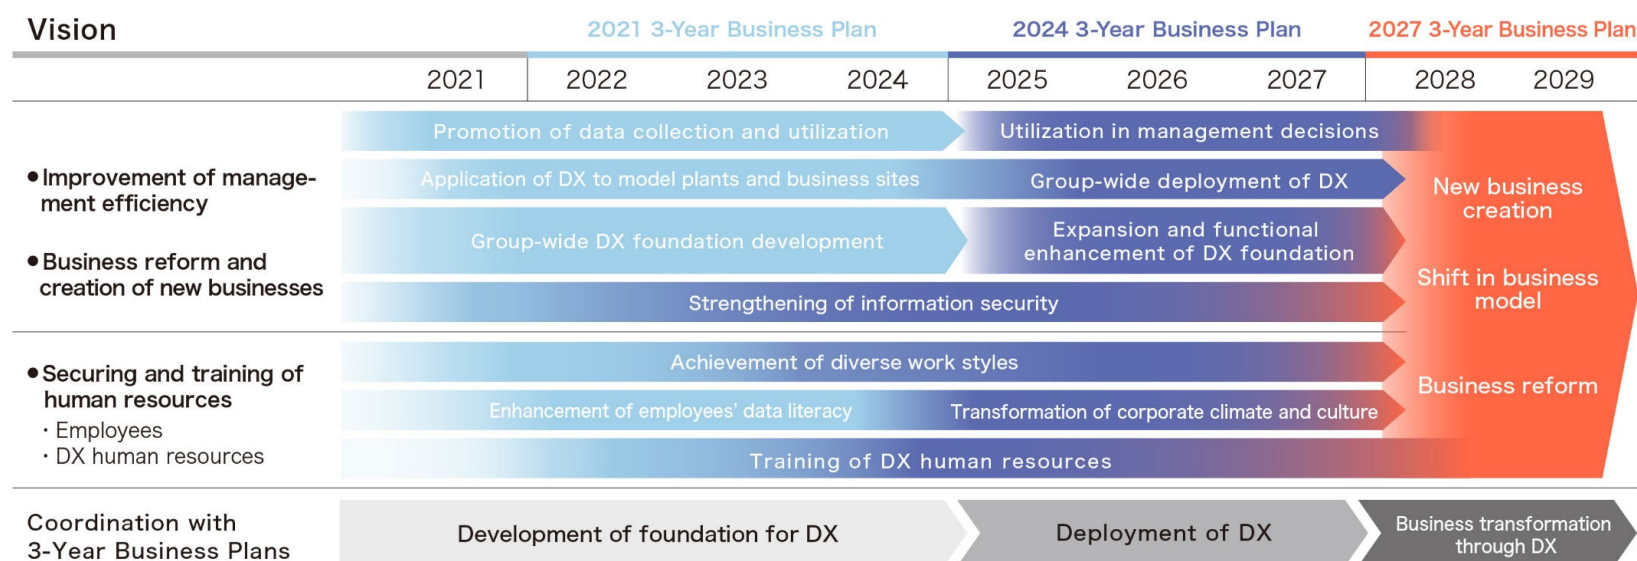 Vision
2021 3-Year Business Plan
2024 3-Year Business Plan
2027 3-Year Business Plan
2021
2022
2023
2024
2025
2026
2027
2028
2029
●Improvement of manage-
ment efficiency
●Business reform and
creation of new businesses
Promotion of data collection and utilization
Utilization in management decisions
Application of DX to model plants and business sites
Group-wide deployment of DX
Group-wide DX foundation development
Expansion and functional
enhancement of DX foundation
Strengthening of information security
New business
creation
Shift in business
model
Business reform
●Securing and training of
human resources
・Employees
・DX human resources
Achievement of diverse work styles
Enhancement of employees’ data literacy
Transformation of corporate climate and culture
Training of DX human resources
Coordination with
3-Year Business Plans
Development of foundation for DX
Deployment of DX
Business transformation
through DX